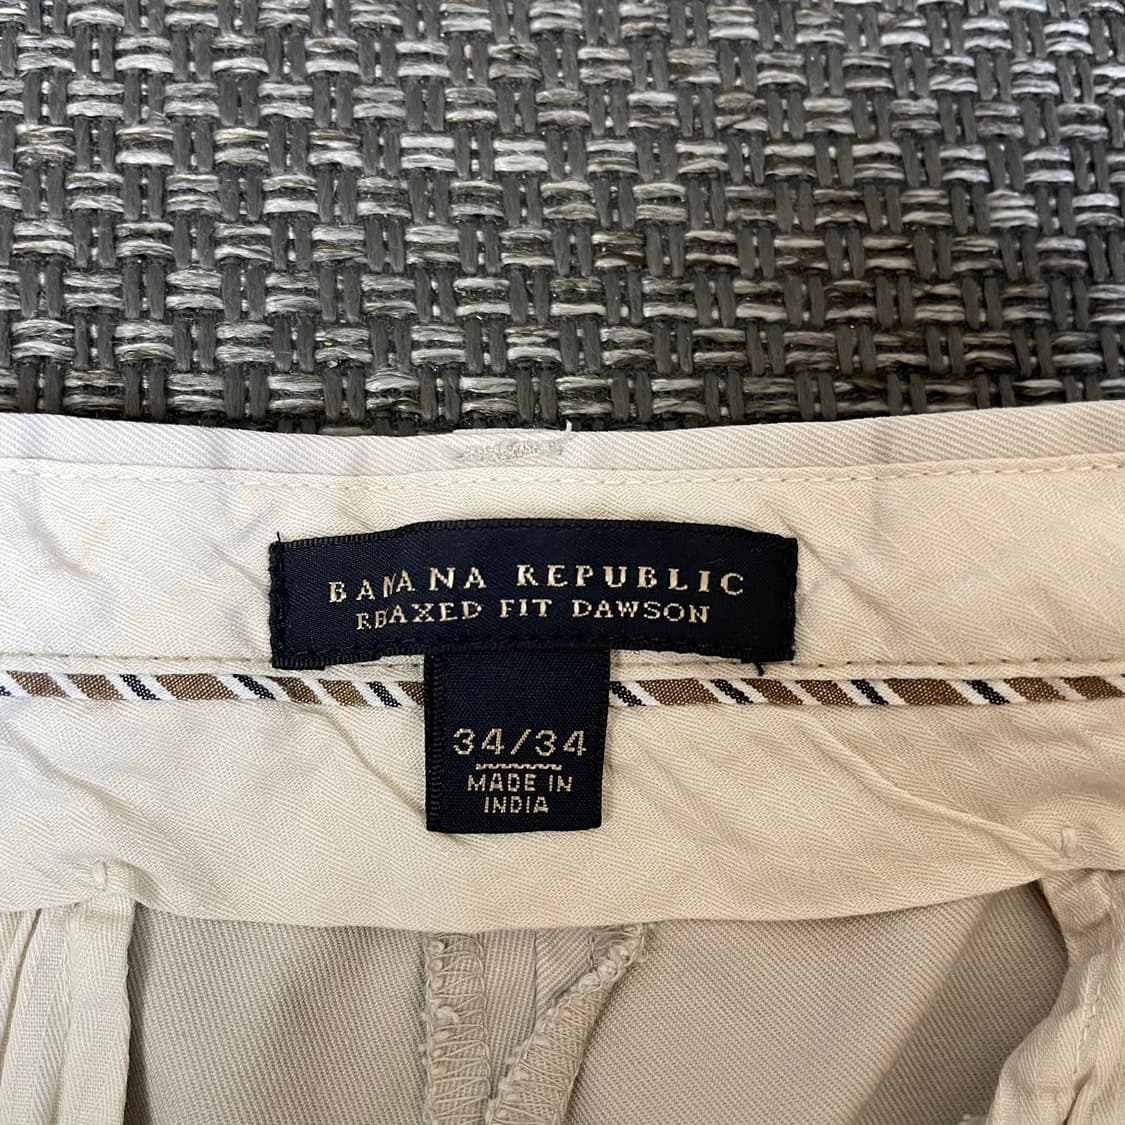 BANANA REPUBLIC
RELAXED FIT DAWSON
34/34
MADE IN
INDIA